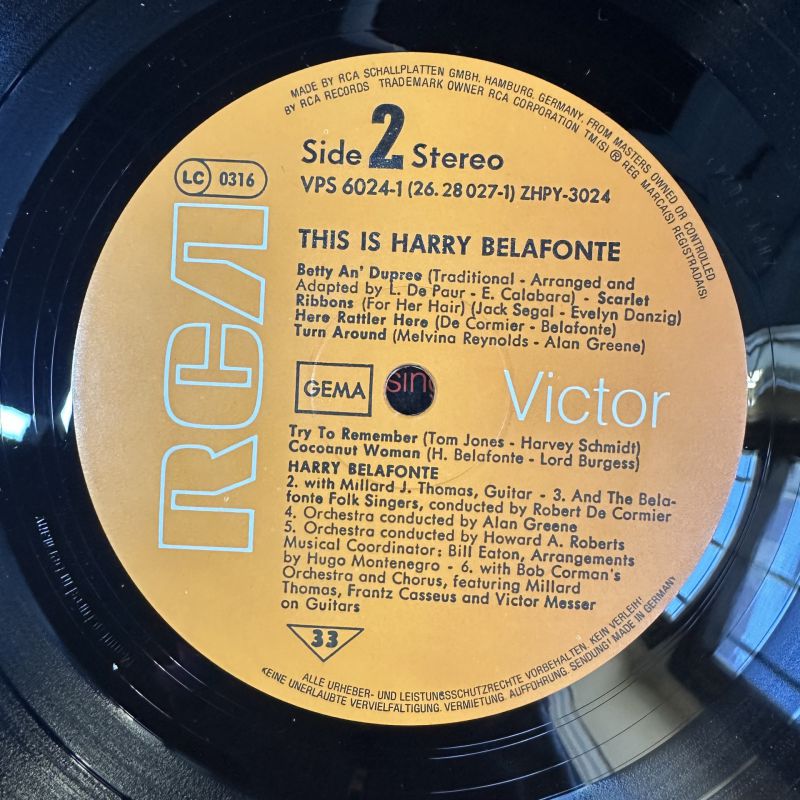 MADE BY RCA SCHALLPLATTEN GMBH. HAMBURG. GERMANY. FROM MASTERS OWNED OR CONTROLLED
BY RCA RECORDS TRADEMARK OWNER RCA CORPORATION TM(S) ® REG MARCA(S) REGISTRADA(S)
Side 2 Stereo
LC 0316
VPS 6024-1 (26.28 027-1) ZHPY-3024
RCA
THIS IS HARRY BELAFONTE
Betty An' Dupree (Traditional - Arranged and
Adapted by L. De Paur - E. Calabara) - Scarlet
Ribbons (For Her Hair) (Jack Segal - Evelyn Danzig)
Here Rattler Here (De Cormier - Belafonte)
Turn Around (Melvina Reynolds - Alan Greene)
GEMA
sing
Victor
Try To Remember (Tom Jones - Harvey Schmidt)
Cocoanut Woman (H. Belafonte - Lord Burgess)
HARRY BELAFONTE
2. with Millard J. Thomas, Guitar - 3. And The Bela-
fonte Folk Singers, conducted by Robert De Cormier
4. Orchestra conducted by Alan Greene
5. Orchestra conducted by Howard A. Roberts
Musical Coordinator: Bill Eaton, Arrangements
by Hugo Montenegro - 6. with Bob Corman's
Orchestra and Chorus, featuring Millard
Thomas, Frantz Casseus and Victor Messer
on Guitars
33
ALLE URHEBER- UND LEISTUNGSSCHUTZRECHTE VORBEHALTEN. KEIN VERLEIH!
KEINE UNERLAUBTE VERVIELFÄLTIGUNG. VERMIETUNG. AUFFÜHRUNG. SENDUNG! MADE IN GERMANY